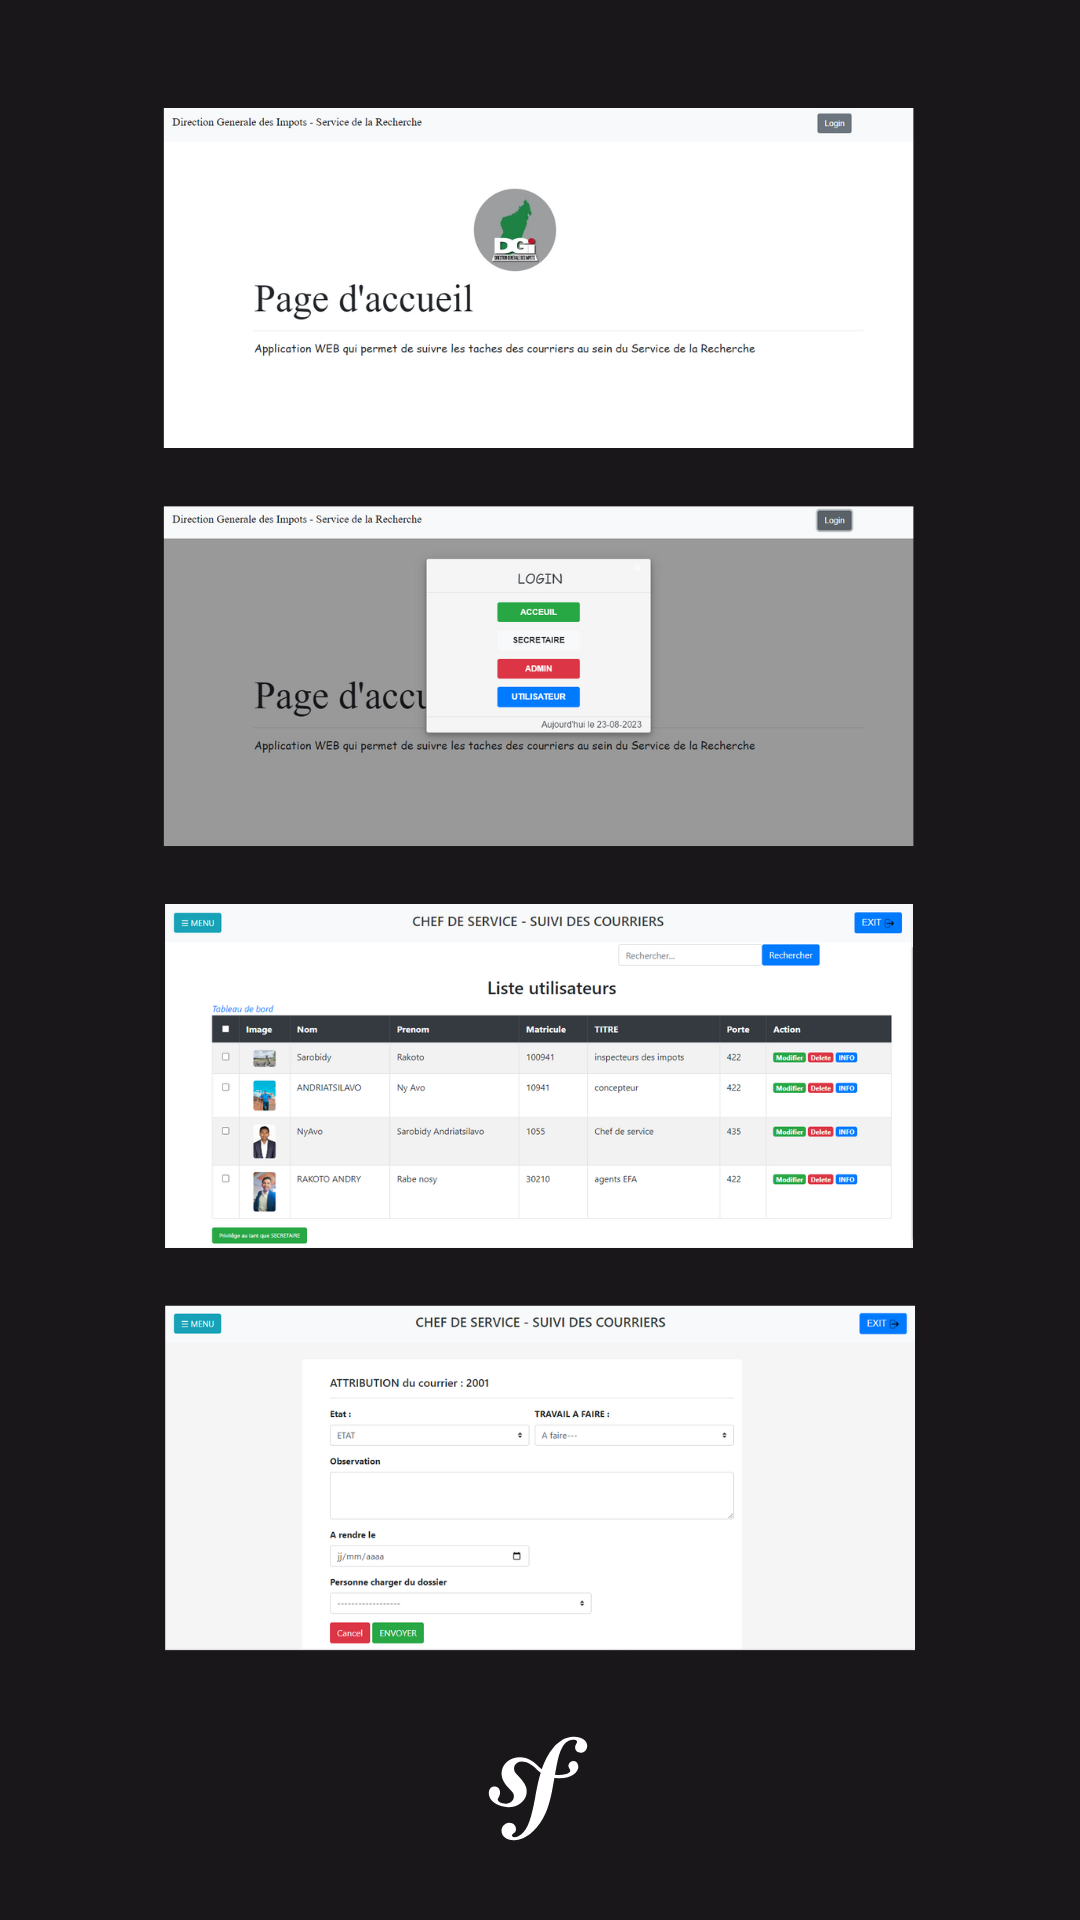 Direction Generale des Impots - Service de la Recherche
Login
DGi
DIRECTION GENERALE DES IMPOTS
Page d'accueil
Application WEB qui permet de suivre les taches des courriers au sein du Service de la Recherche
Direction Generale des Impots - Service de la Recherche
Login
LOGIN
ACCEUIL
SECRETAIRE
ADMIN
UTILISATEUR
Aujourd'hui le 23-08-2023
Page d'accu
Application WEB qui permet de suivre les taches des courriers au sein du Service de la Recherche
☰ MENU
CHEF DE SERVICE - SUIVI DES COURRIERS
EXIT
Rechercher...
Rechercher
Liste utilisateurs
Tableau de bord
Image Nom Prenom Matricule TITRE Porte Action
Sarobidy Rakoto 100941 inspecteurs des impots 422 Modifier Delete INFO
ANDRIATSILAVO Ny Avo 10941 concepteur 422 Modifier Delete INFO
NyAvo Sarobidy Andriatsilavo 1055 Chef de service 435 Modifier Delete INFO
RAKOTO ANDRY Rabe nosy 30210 agents EFA 422 Modifier Delete INFO
Privilège au tant que SECRETAIRE
☰ MENU
CHEF DE SERVICE - SUIVI DES COURRIERS
EXIT
ATTRIBUTION du courrier : 2001
Etat : TRAVAIL A FAIRE :
ETAT A faire---
Observation
A rendre le
jj/mm/aaaa
Personne charger du dossier
------------------
Cancel ENVOYER
sf